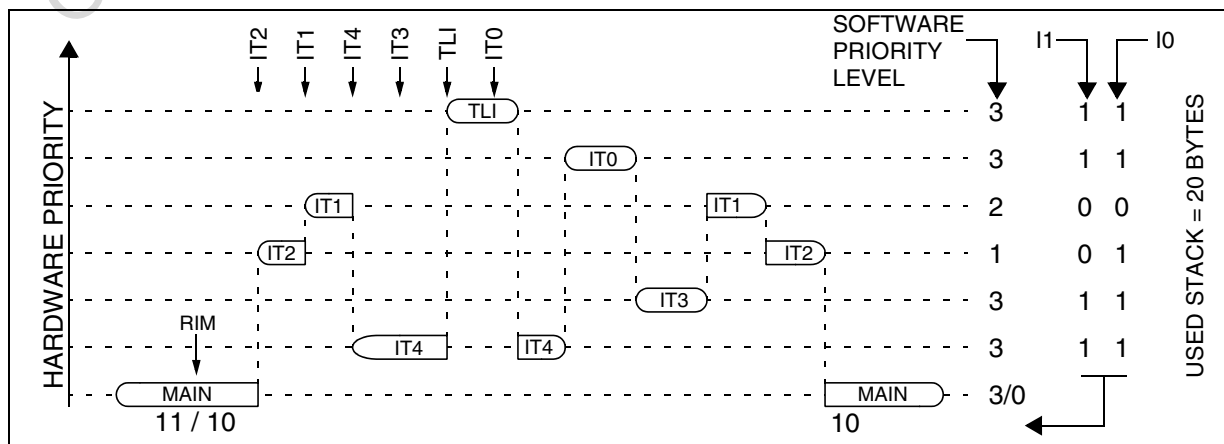 IT2 IT1 IT4 IT3 TLI IT0
SOFTWARE
PRIORITY
LEVEL
I1
I0
HARDWARE PRIORITY
TLI
3
1 1
IT0
3
1 1
IT1
IT1
2
0 0
IT2
IT2
1
0 1
IT3
3
1 1
RIM
IT4
IT4
3
1 1
MAIN
MAIN
3/0
11 / 10
10
USED STACK = 20 BYTES